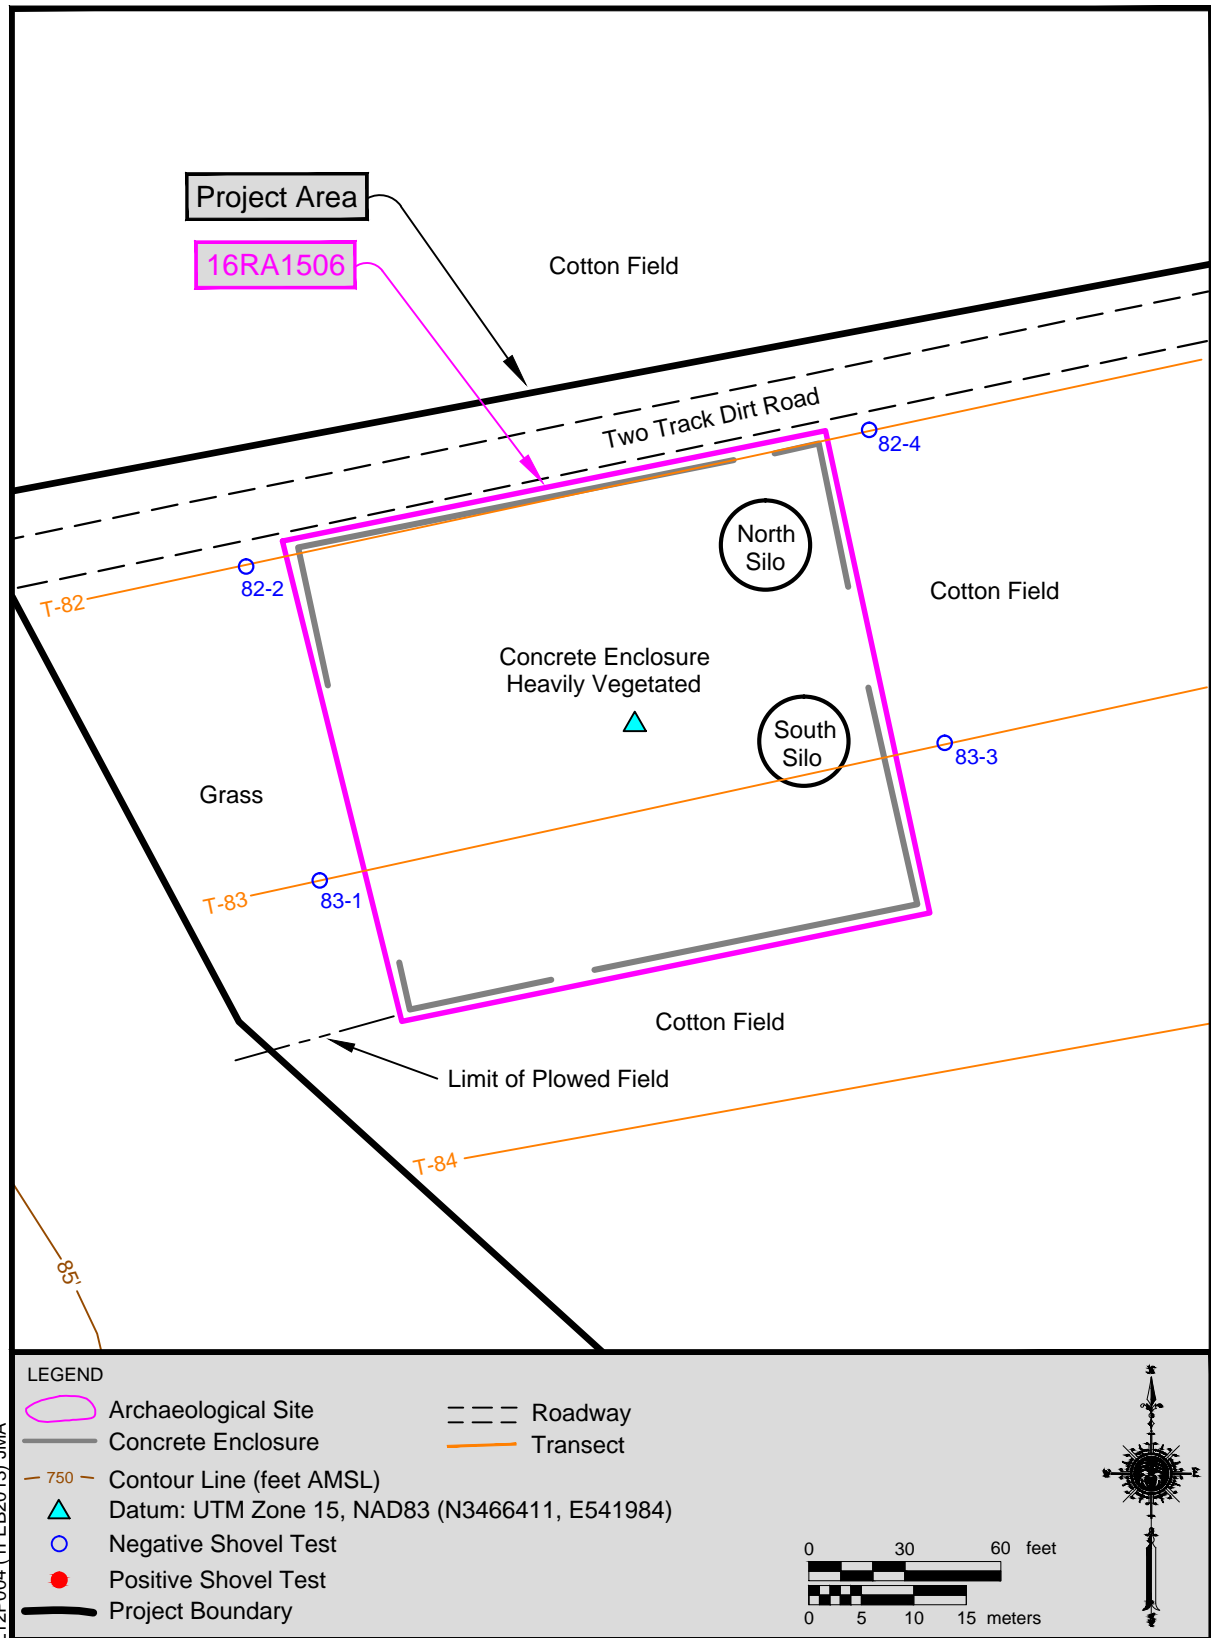 Project Area
16RA1506
Cotton Field
Two Track Dirt Road
82-4
North
Silo
82-2
T-82
Cotton Field
Concrete Enclosure
Heavily Vegetated
South
Silo
83-3
Grass
83-1
T-83
Cotton Field
Limit of Plowed Field
T-84
85'
LEGEND
Archaeological Site
Concrete Enclosure
750
Contour Line (feet AMSL)
Datum: UTM Zone 15, NAD83 (N3466411, E541984)
Negative Shovel Test
Positive Shovel Test
Project Boundary
Roadway
Transect
0 30 60 feet
0 5 10 15 meters